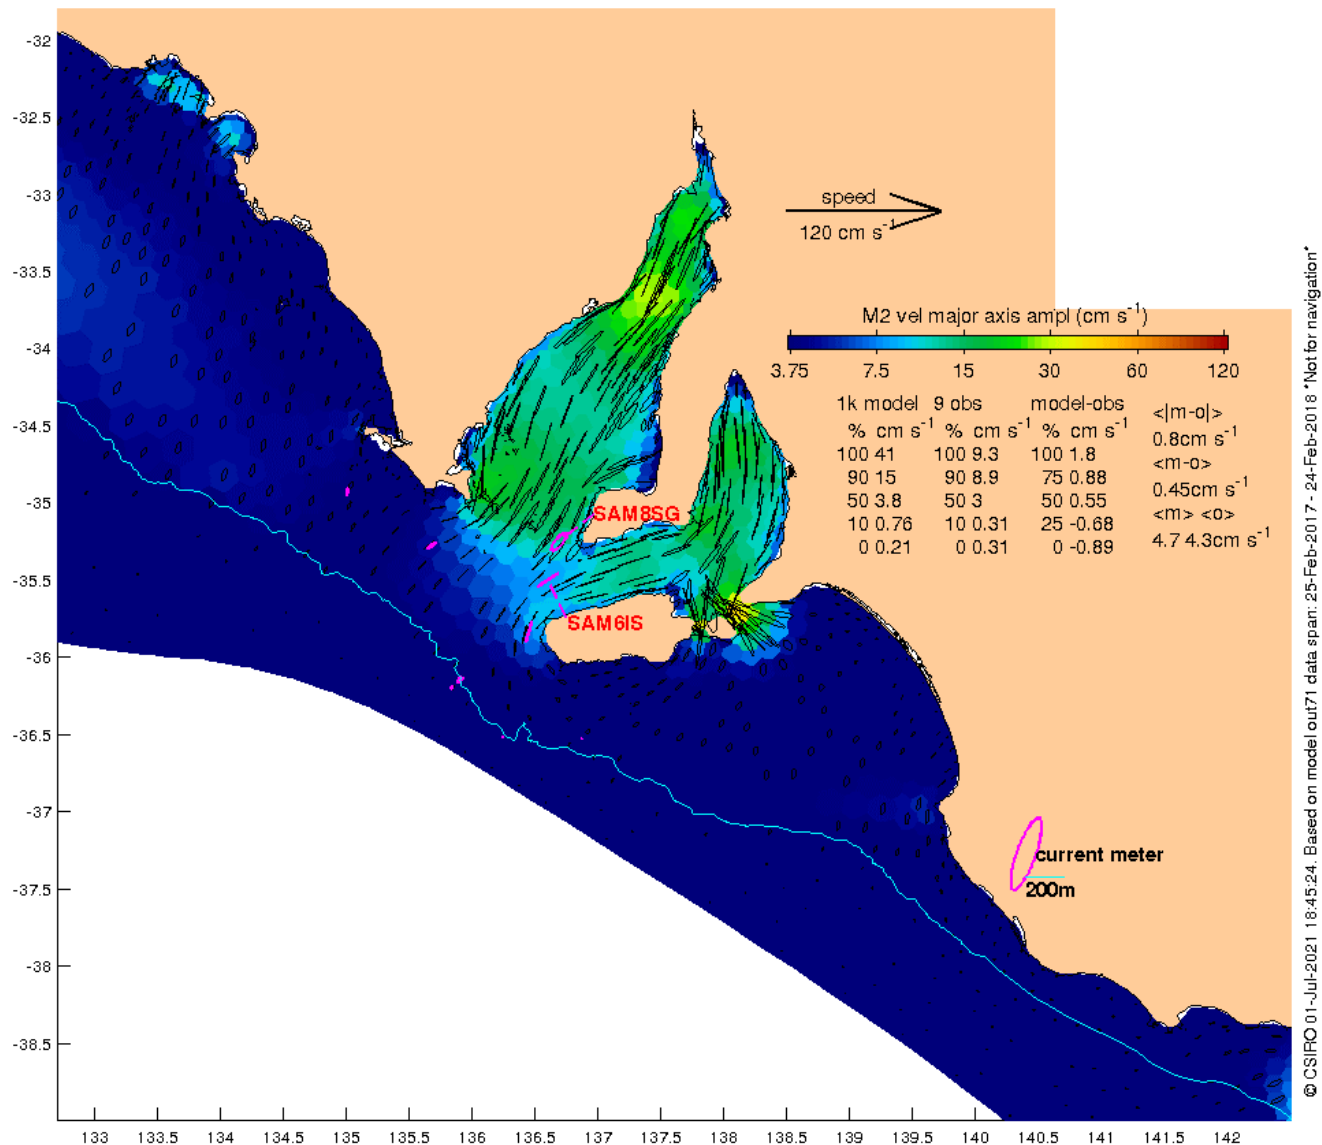 -32
-32.5
-33
-33.5
-34
-34.5
-35
-35.5
-36
-36.5
-37
-37.5
-38
-38.5
speed
120 cm s⁻¹
M2 vel major axis ampl (cm s⁻¹)
3.75 7.5 15 30 60 120
1k model 9 obs model-obs <|m-o|>
% cm s⁻¹ % cm s⁻¹ % cm s⁻¹ 0.8cm s⁻¹
100 41 100 9.3 100 1.8 <m-o>
90 15 90 8.9 75 0.88 0.45cm s⁻¹
50 3.8 50 3 50 0.55 <m> <o>
10 0.76 10 0.31 25 -0.68 4.7 4.3cm s⁻¹
0 0.21 0 0.31 0 -0.89
SAM8SG
SAM6IS
current meter
200m
133 133.5 134 134.5 135 135.5 136 136.5 137 137.5 138 138.5 139 139.5 140 140.5 141 141.5 142
© CSIRO 01-Jul-2021 18:45:24. Based on model out71 data span: 25-Feb-2017 - 24-Feb-2018 *Not for navigation*